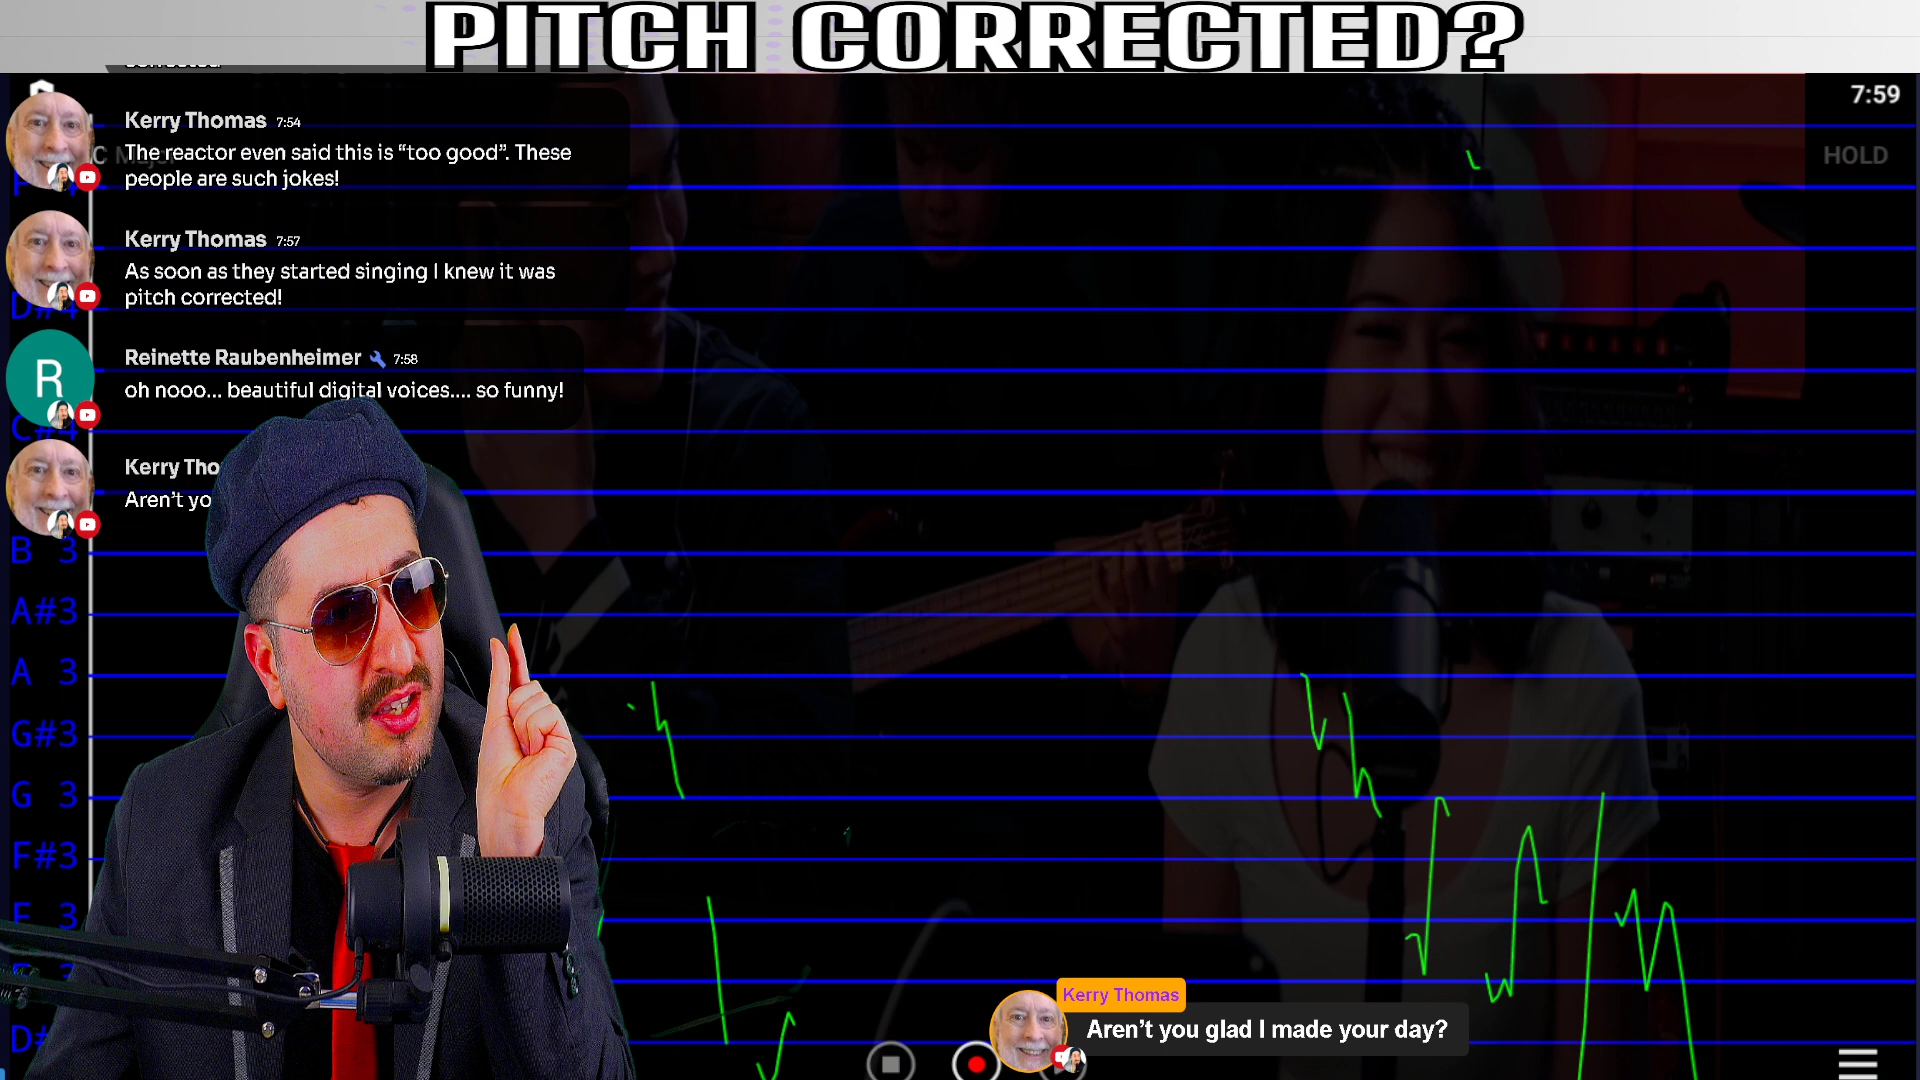 PITCH CORRECTED?
7:59
Kerry Thomas 7:54
The reactor even said this is “too good”. These
people are such jokes!
HOLD
Kerry Thomas 7:57
As soon as they started singing I knew it was
pitch corrected!
D#4
Reinette Raubenheimer 7:58
oh nooo... beautiful digital voices.... so funny!
R
C#4
Kerry Tho
Aren’t yo
B 3
A#3
A 3
G#3
G 3
F#3
E 3
D#
Kerry Thomas
Aren’t you glad I made your day?